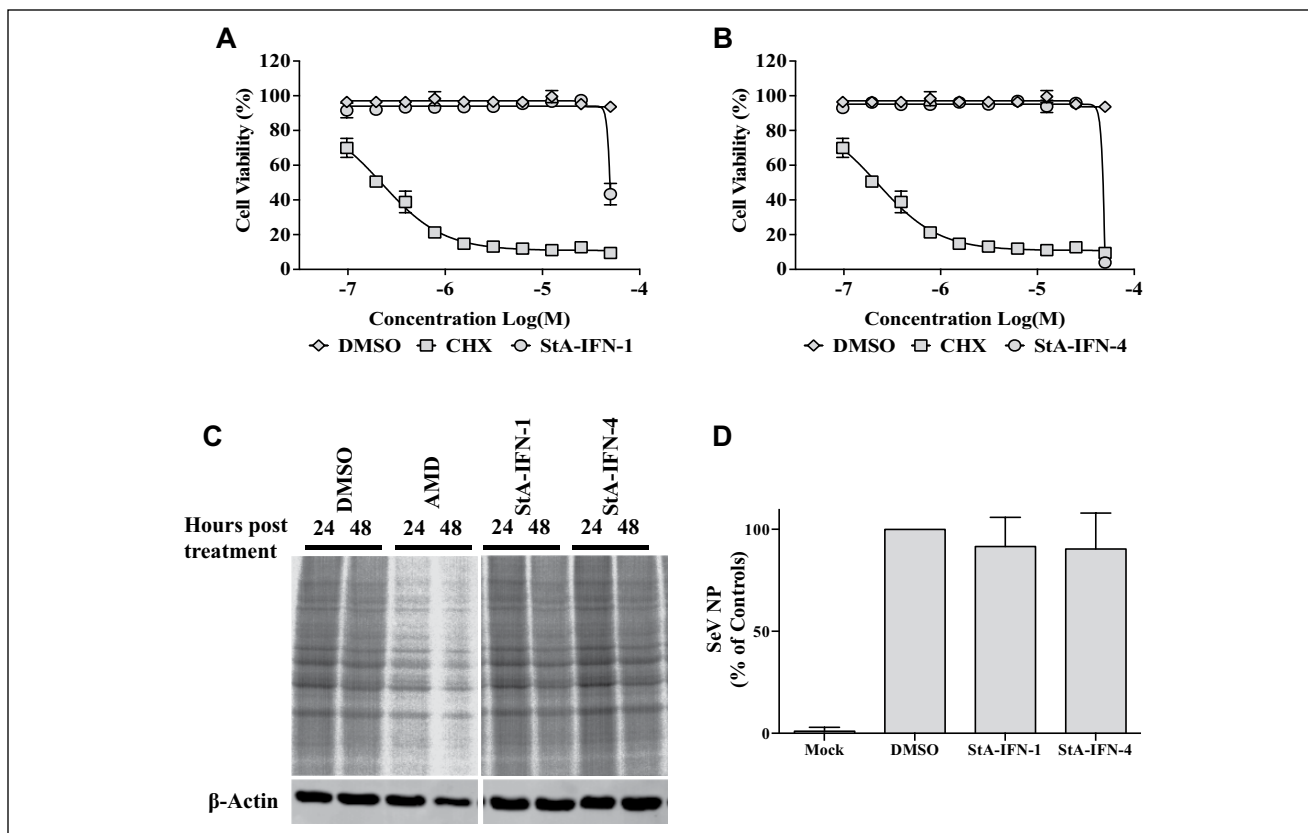 A
120
100
80
60
40
20
0
Cell Viability (%)
-7
-6
-5
-4
Concentration Log(M)
DMSO CHX StA-IFN-1
B
120
100
80
60
40
20
0
Cell Viability (%)
-7
-6
-5
-4
Concentration Log(M)
DMSO CHX StA-IFN-4
C
DMSO
AMD
StA-IFN-1
StA-IFN-4
Hours post
treatment
24 48 24 48 24 48 24 48
β-Actin
D
100
50
0
SeV NP
(% of Controls)
Mock DMSO StA-IFN-1 StA-IFN-4